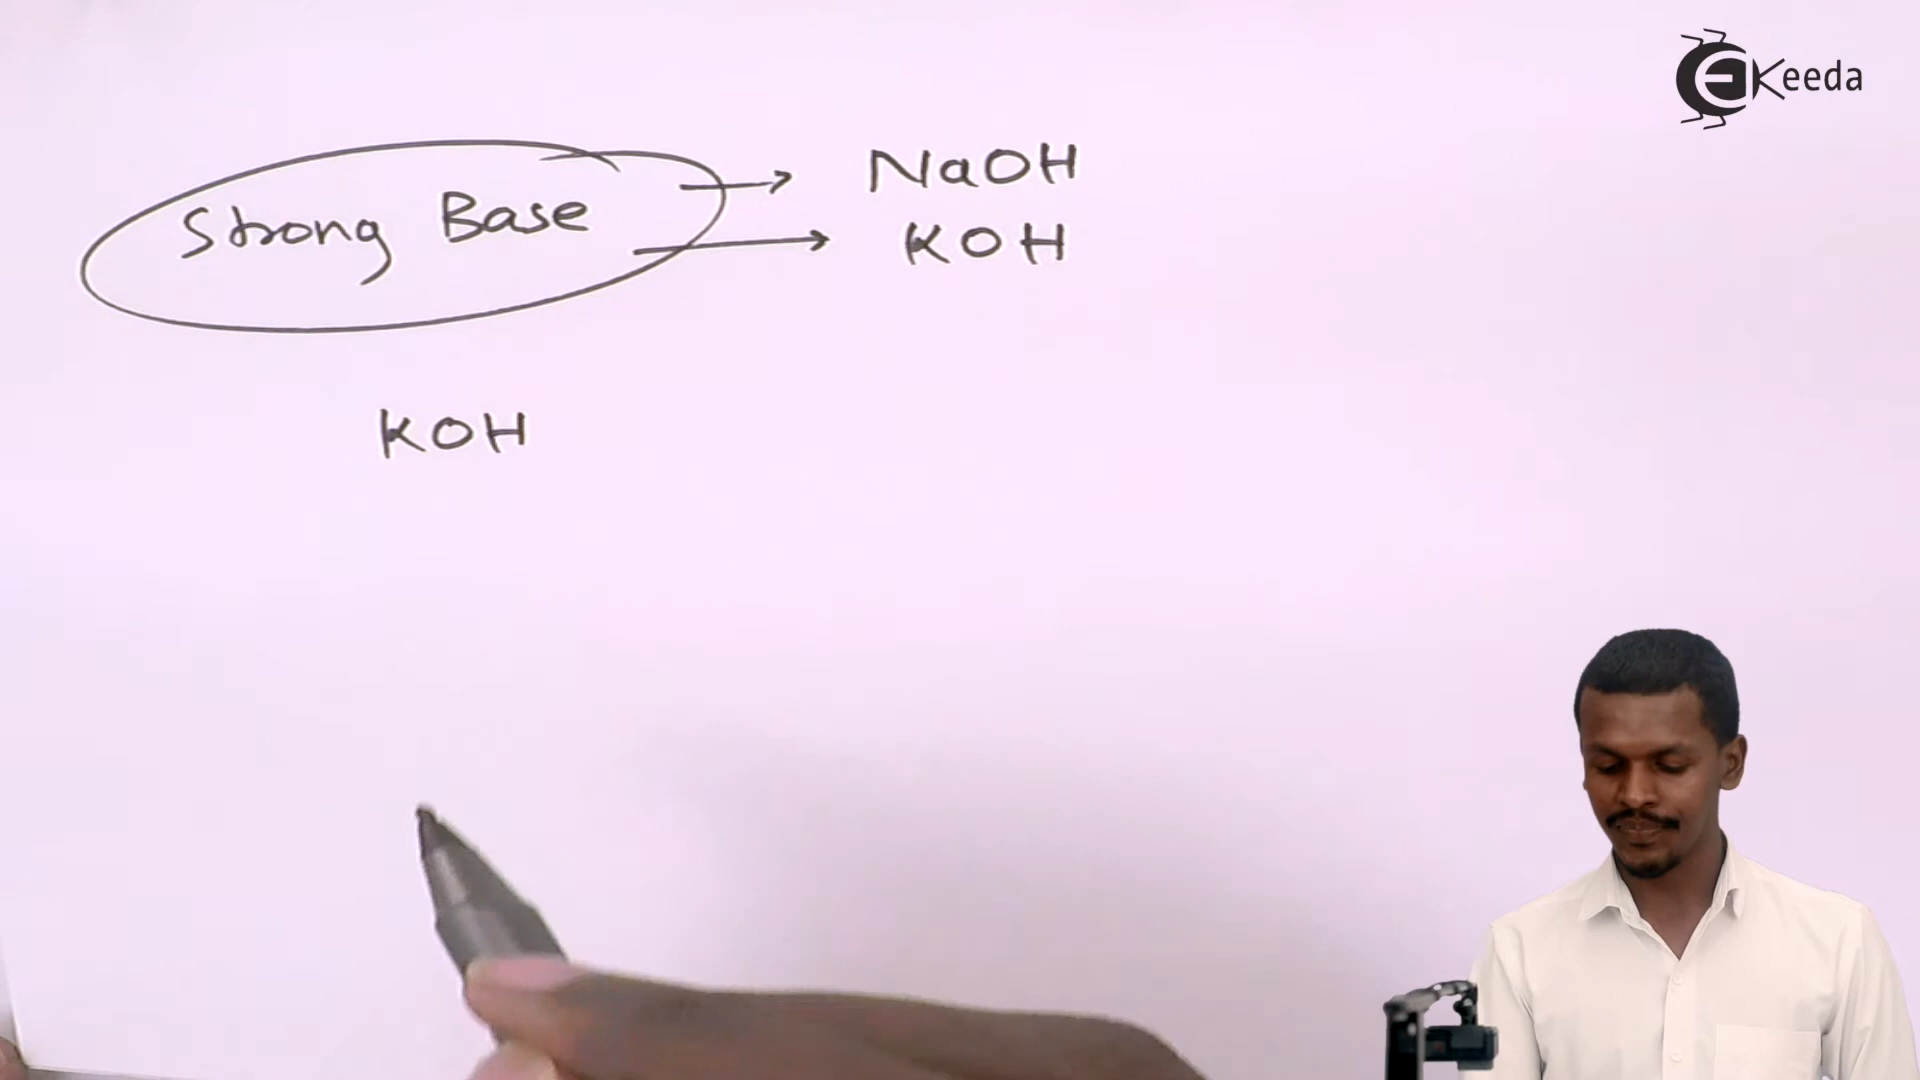 EKeeda
Strong Base → NaOH
→ KOH
KOH